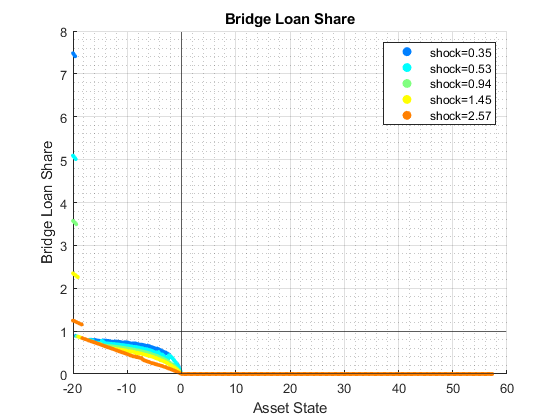 Bridge Loan Share
8
7
6
5
4
3
2
1
0
Bridge Loan Share
shock=0.35
shock=0.53
shock=0.94
shock=1.45
shock=2.57
-20 -10 0 10 20 30 40 50 60
Asset State